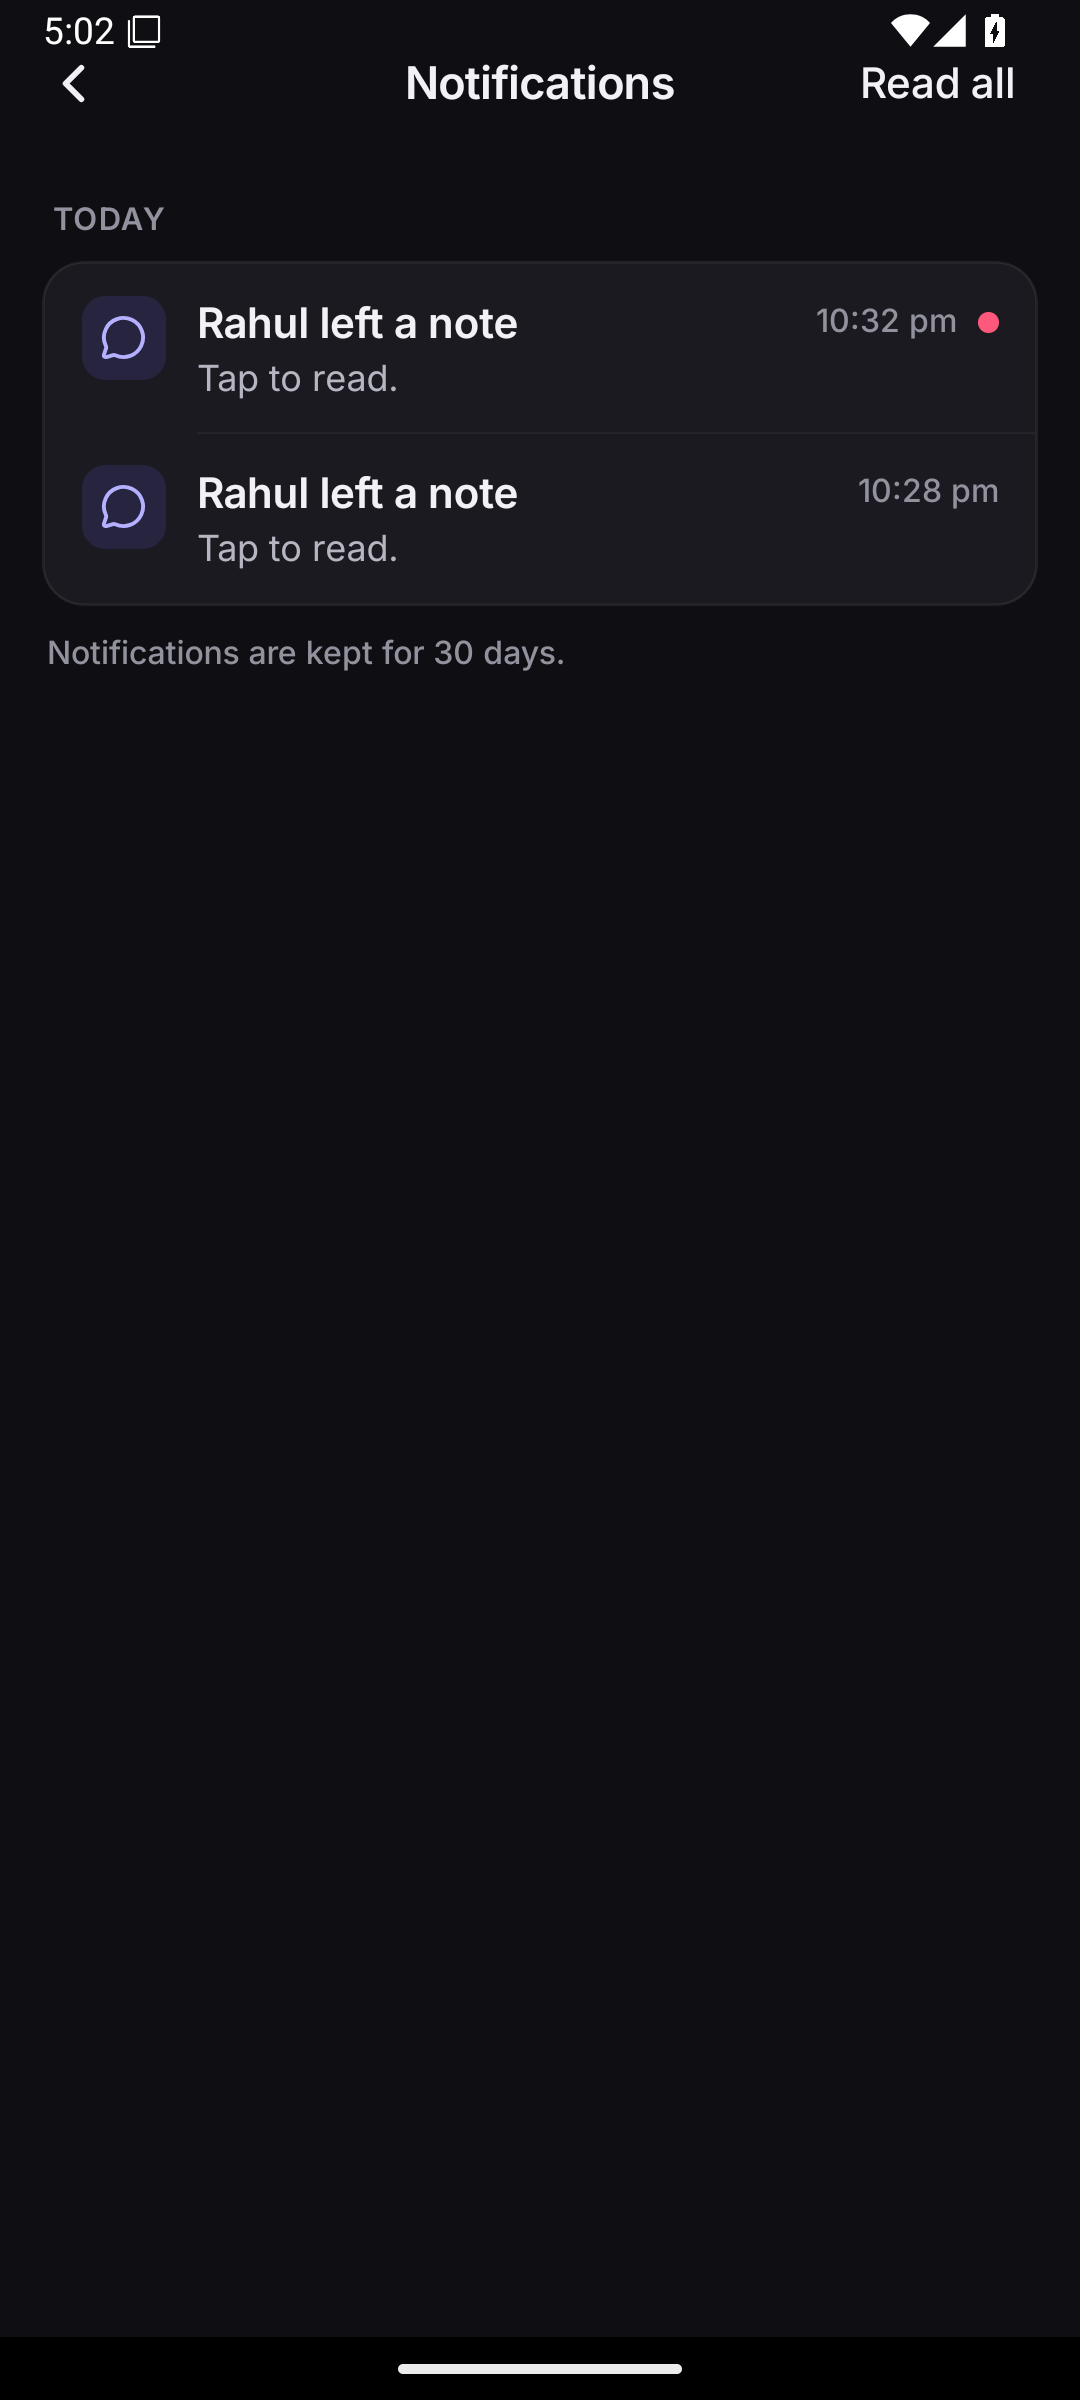 5:02
Notifications
Read all
TODAY
Rahul left a note
10:32 pm
Tap to read.
Rahul left a note
10:28 pm
Tap to read.
Notifications are kept for 30 days.